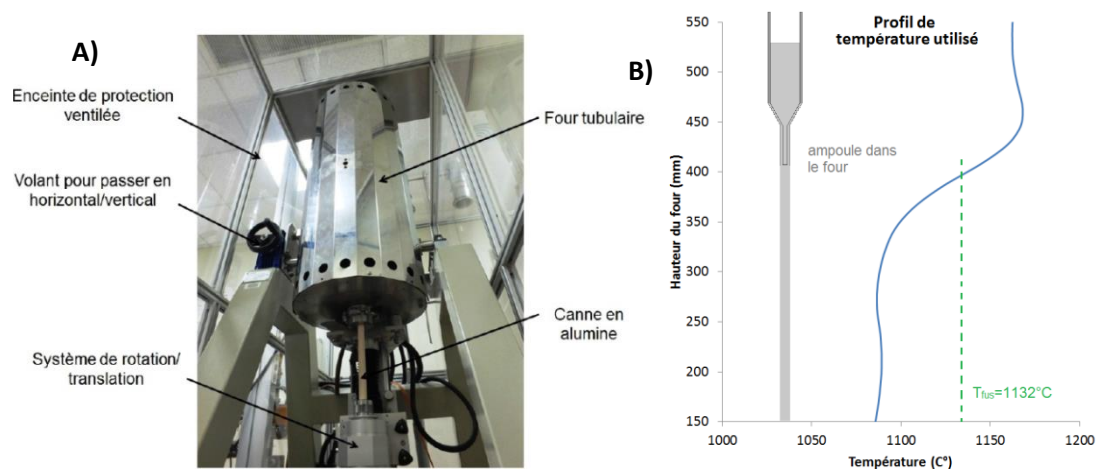 A)
Enceinte de protection
ventilée
Volant pour passer en
horizontal/vertical
Système de rotation/
translation
Four tubulaire
Canne en
alumine
B)
Profil de
température utilisé
ampoule dans
le four
Hauteur du four (mm)
550
500
450
400
350
300
250
200
150
Tfus=1132°C
1000
1050
1100
1150
1200
Température (C°)